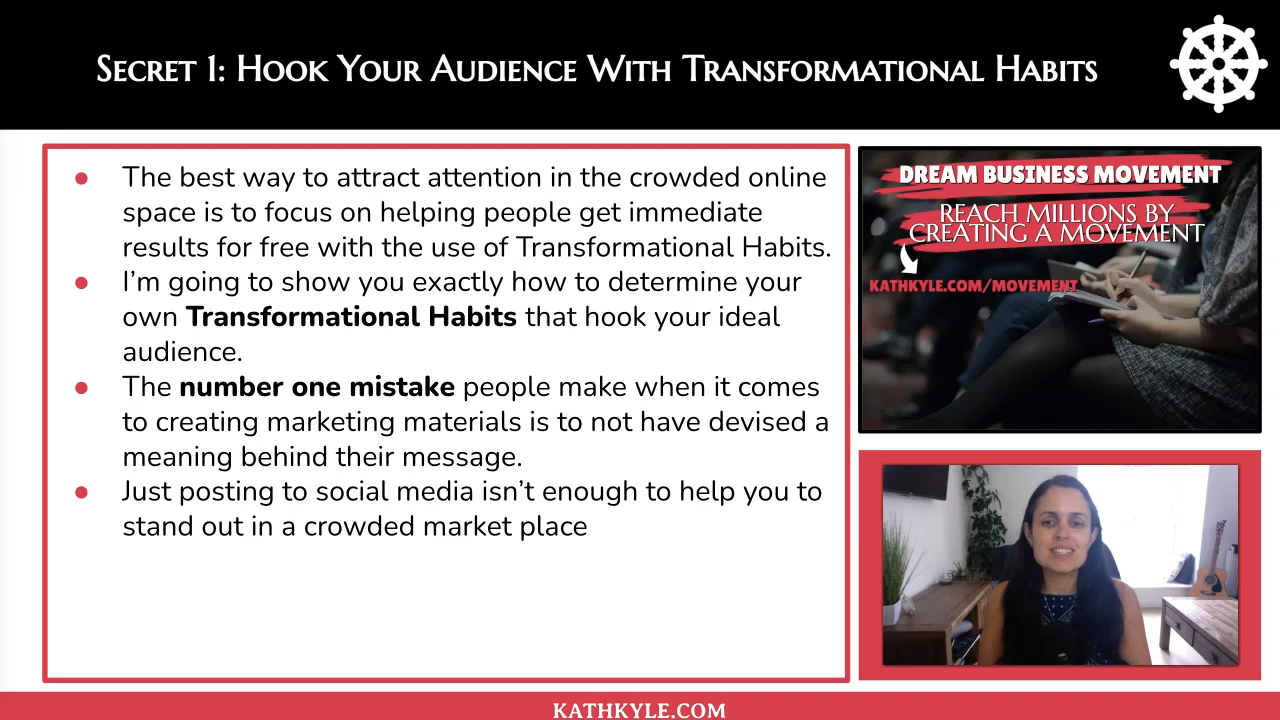 Secret 1: Hook Your Audience With Transformational Habits
● The best way to attract attention in the crowded online
space is to focus on helping people get immediate
results for free with the use of Transformational Habits.
● I’m going to show you exactly how to determine your
own Transformational Habits that hook your ideal
audience.
● The number one mistake people make when it comes
to creating marketing materials is to not have devised a
meaning behind their message.
● Just posting to social media isn’t enough to help you to
stand out in a crowded market place
DREAM BUSINESS MOVEMENT
REACH MILLIONS BY
CREATING A MOVEMENT
KATHKYLE.COM/MOVEMENT
KATHKYLE.COM